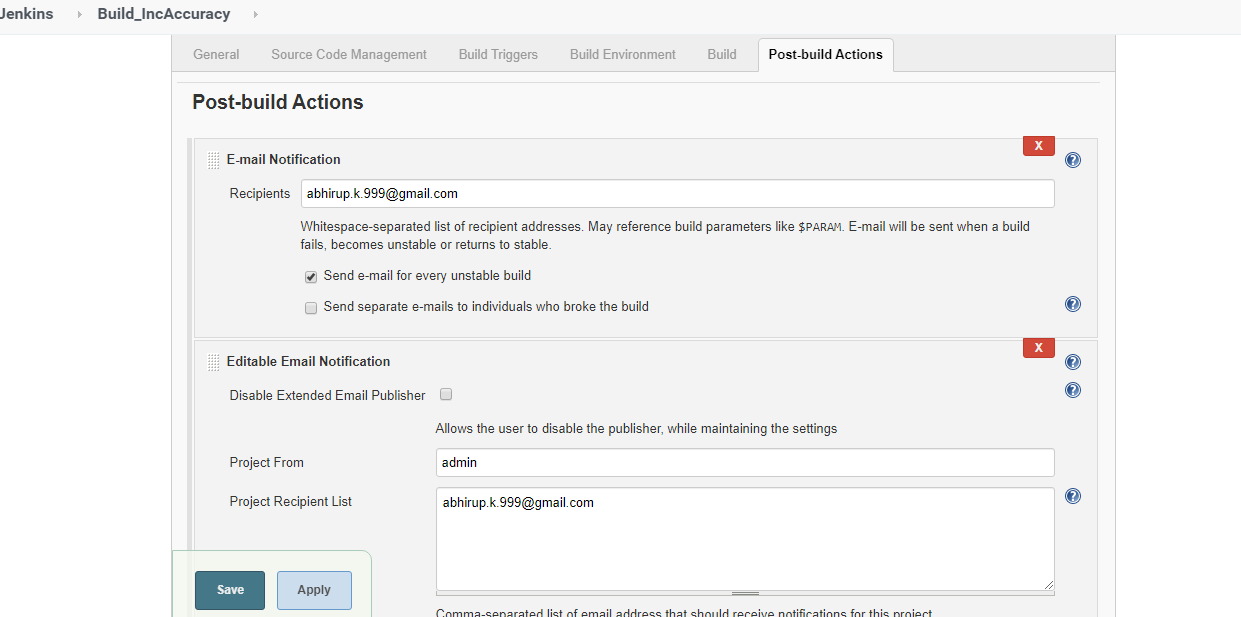 Jenkins Build_IncAccuracy
General Source Code Management Build Triggers Build Environment Build Post-build Actions
Post-build Actions
X
E-mail Notification ?
Recipients abhirup.k.999@gmail.com
Whitespace-separated list of recipient addresses. May reference build parameters like $PARAM. E-mail will be sent when a build
fails, becomes unstable or returns to stable.
Send e-mail for every unstable build
Send separate e-mails to individuals who broke the build ?
X
Editable Email Notification ?
Disable Extended Email Publisher ?
Allows the user to disable the publisher, while maintaining the settings
Project From admin
Project Recipient List abhirup.k.999@gmail.com ?
Save Apply
Comma-separated list of email address that should receive notifications for this project.